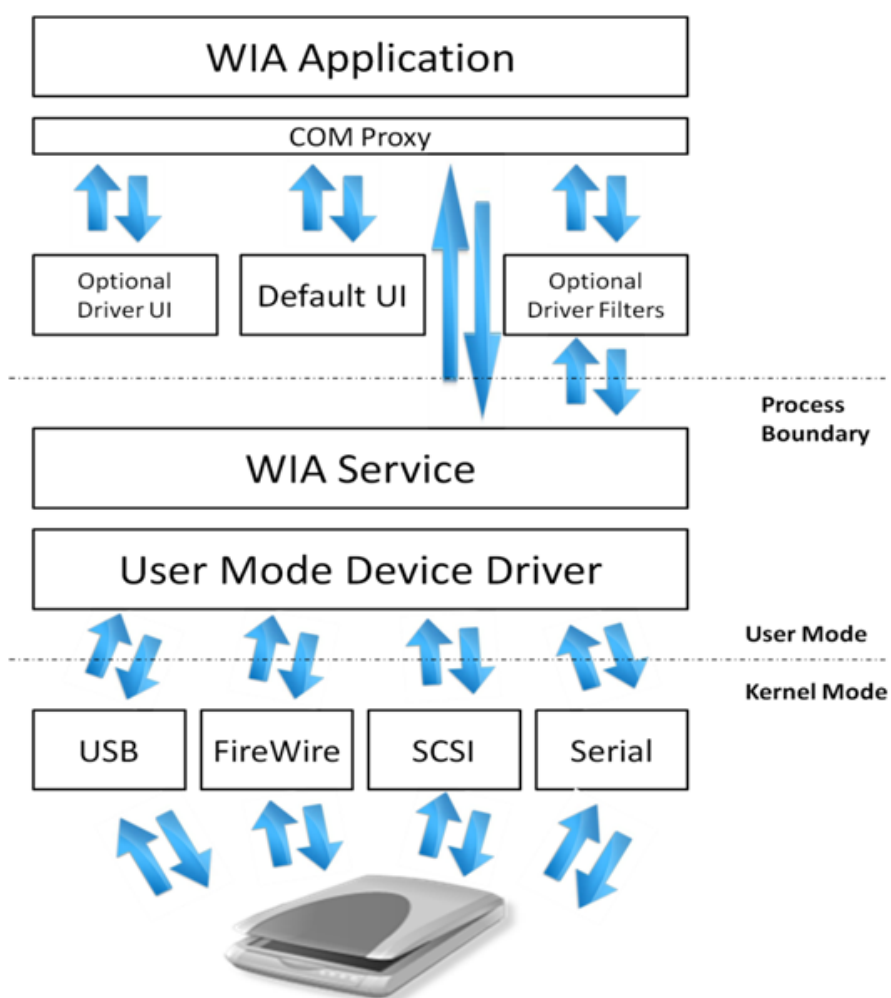 WIA Application
COM Proxy
Optional
Driver UI
Default UI
Optional
Driver Filters
Process
Boundary
WIA Service
User Mode Device Driver
User Mode
Kernel Mode
USB
FireWire
SCSI
Serial